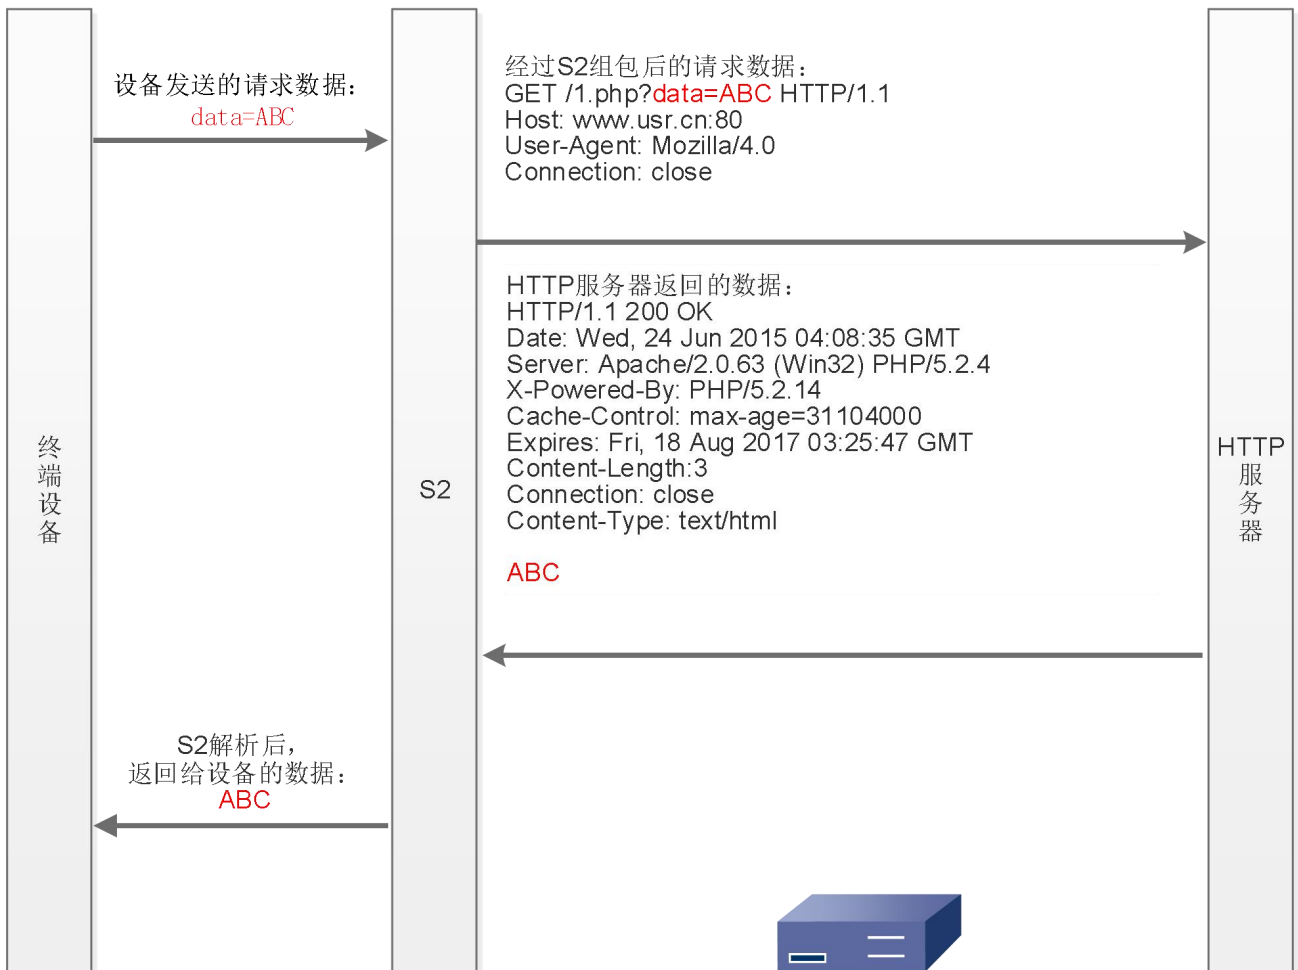 设备发送的请求数据：
data=ABC
经过S2组包后的请求数据：
GET /1.php?data=ABC HTTP/1.1
Host: www.usr.cn:80
User-Agent: Mozilla/4.0
Connection: close
HTTP服务器返回的数据：
HTTP/1.1 200 OK
Date: Wed, 24 Jun 2015 04:08:35 GMT
Server: Apache/2.0.63 (Win32) PHP/5.2.4
X-Powered-By: PHP/5.2.14
Cache-Control: max-age=31104000
Expires: Fri, 18 Aug 2017 03:25:47 GMT
Content-Length:3
Connection: close
Content-Type: text/html
ABC
终
端
设
备
S2
HTTP
服
务
器
S2解析后，
返回给设备的数据：
ABC